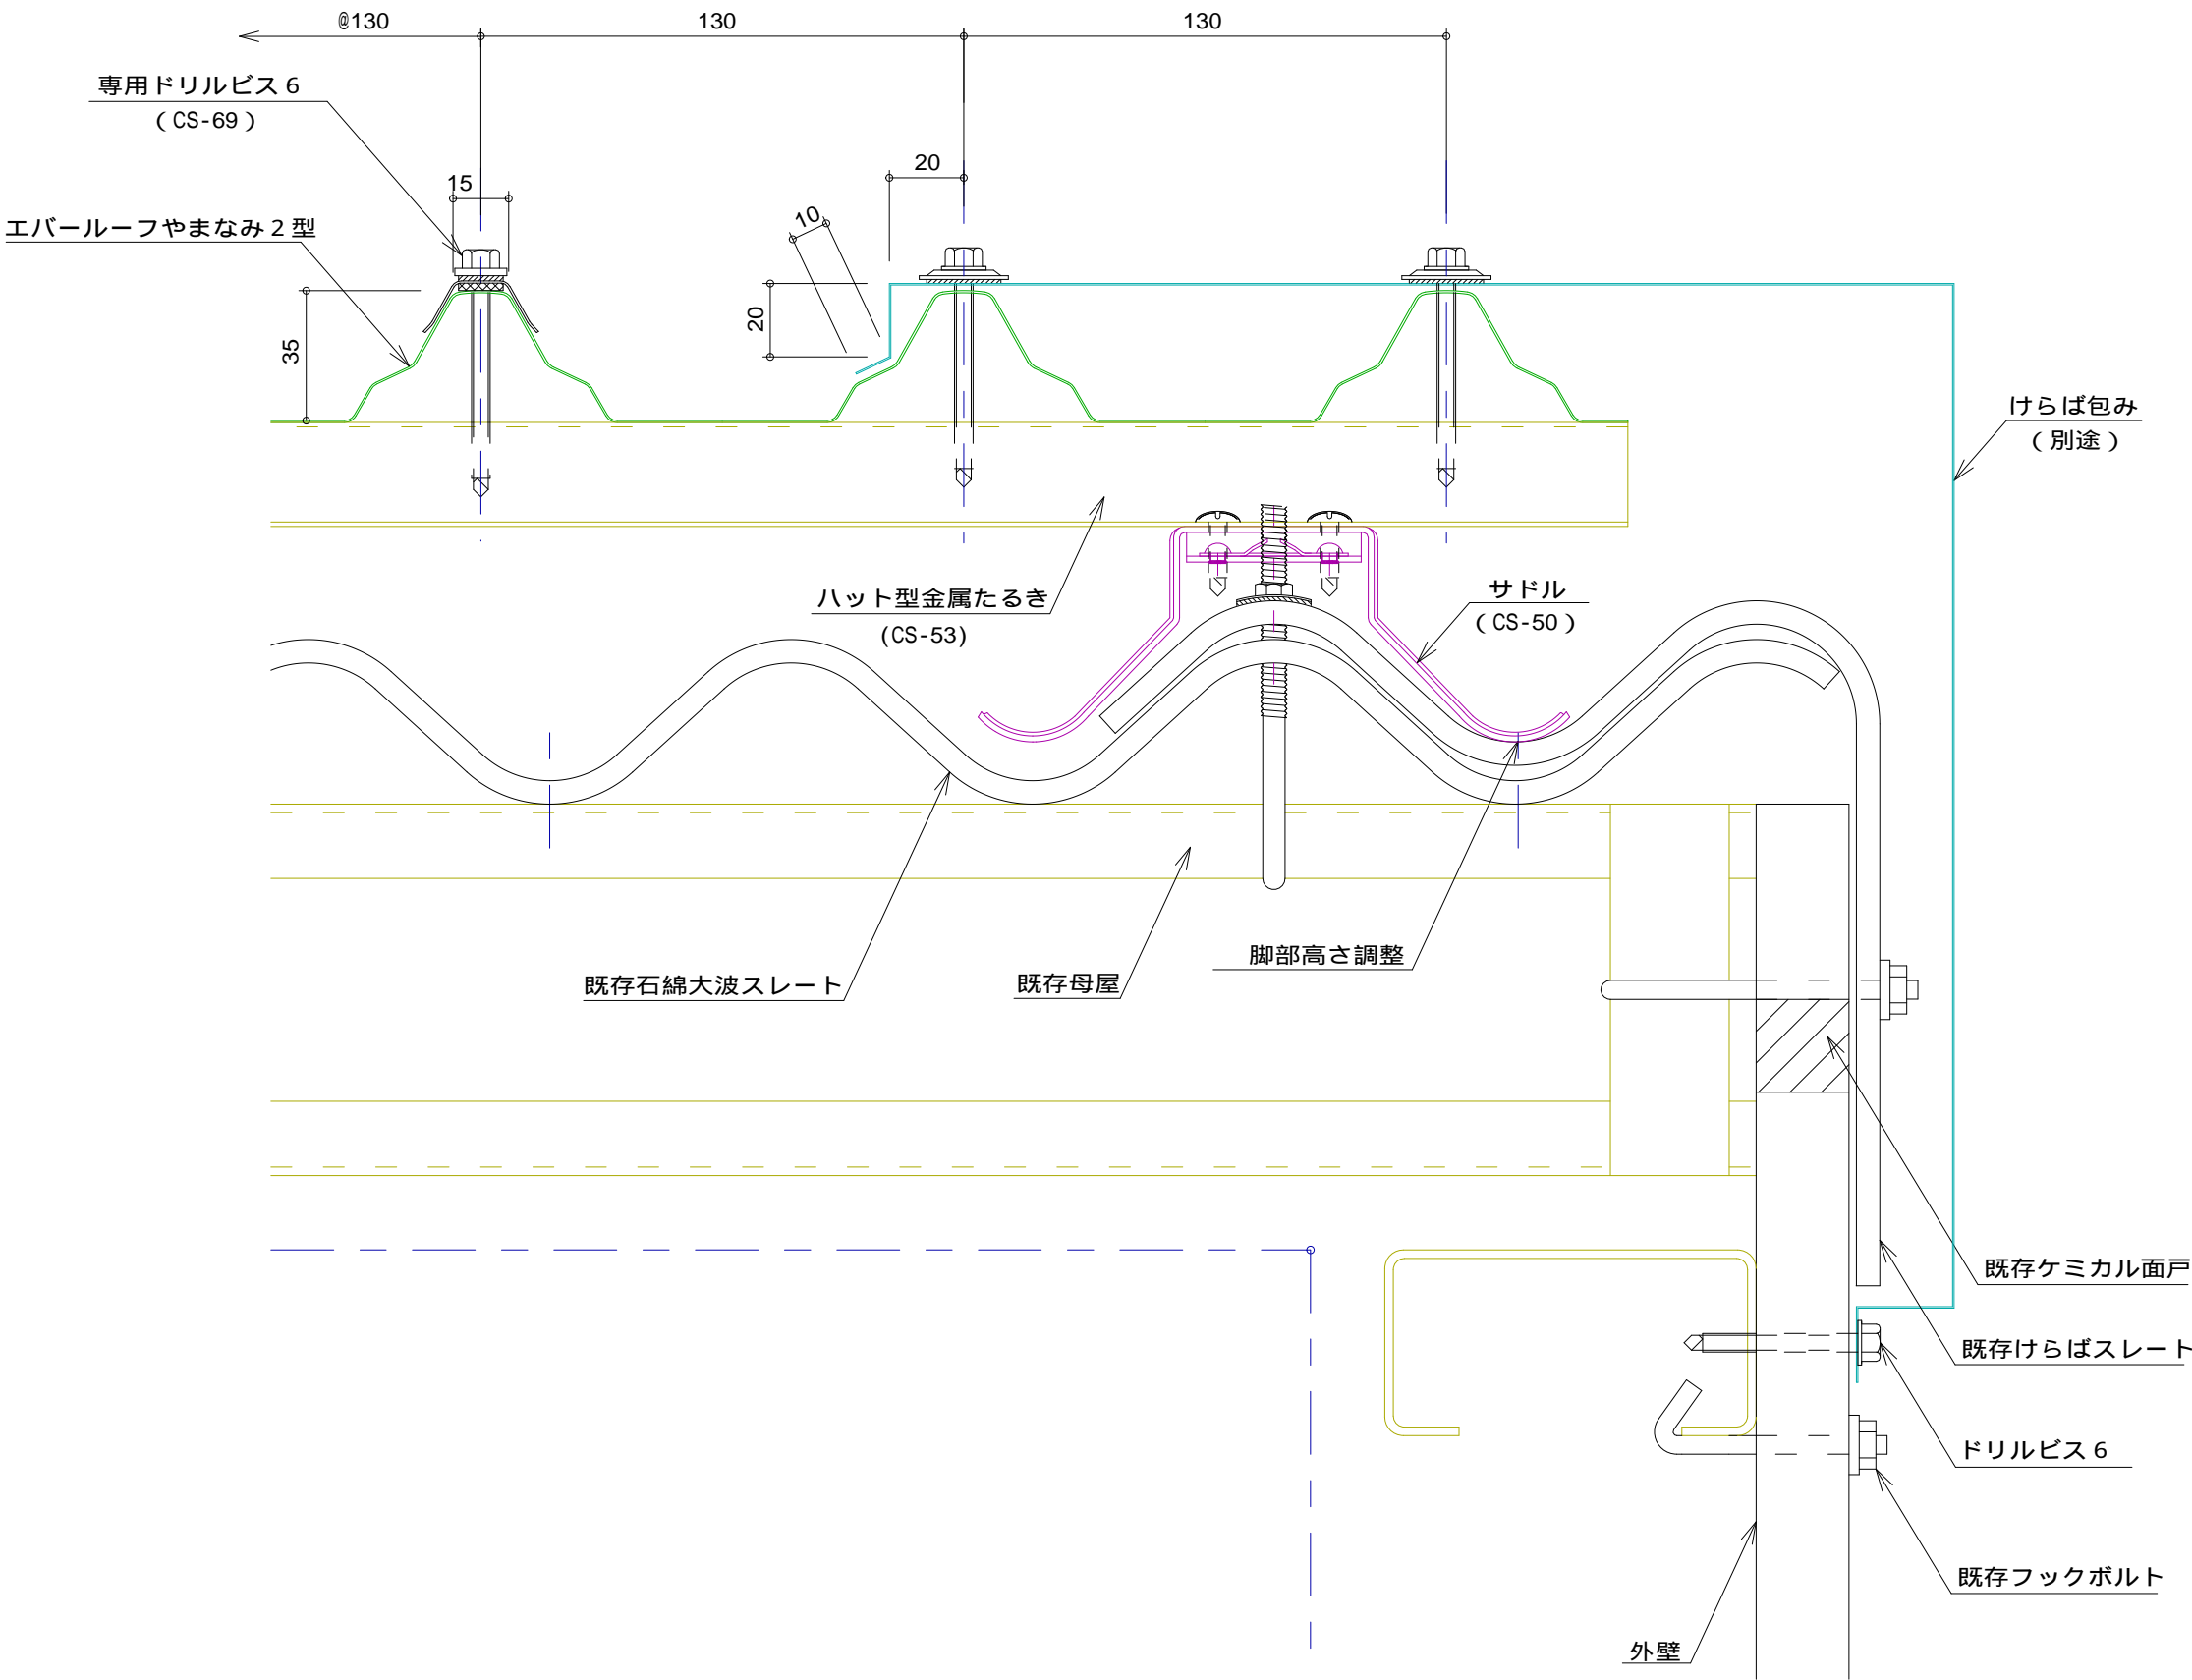 @130
130
130
専用ドリルビス6
(CS-69)
20
15
10
エバールーフやまなみ2型
20
35
けらば包み
(別途)
ハット型金属たるき
(CS-53)
サドル
(CS-50)
脚部高さ調整
既存石綿大波スレート
既存母屋
既存ケミカル面戸
既存けらばスレート
ドリルビス6
既存フックボルト
外壁